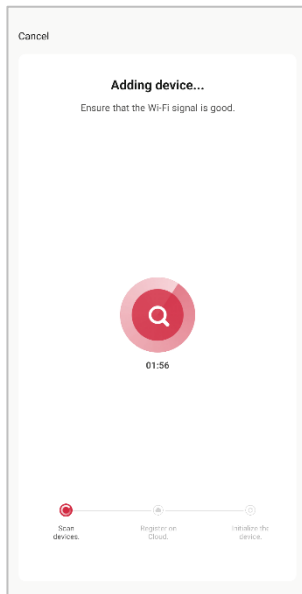 Cancel
Adding device...
Ensure that the Wi-Fi signal is good.
01:56
Scan
devices.
Register on
Cloud.
Initialize the
device.